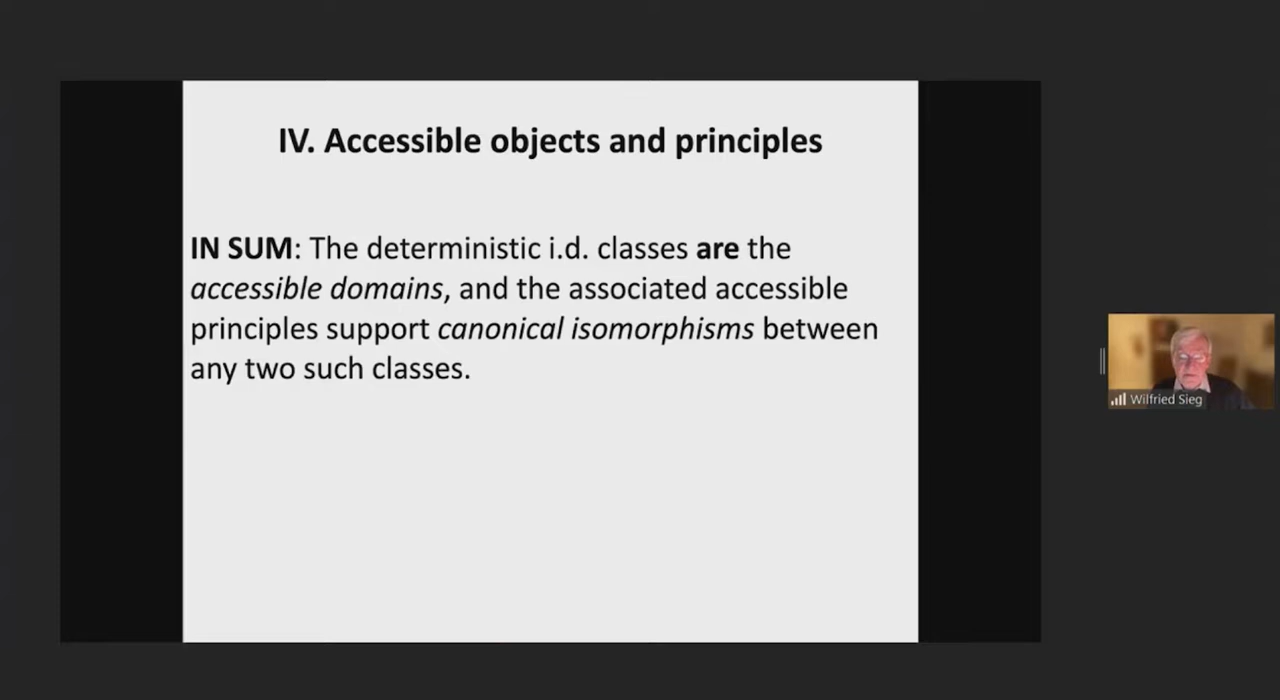 IV. Accessible objects and principles
IN SUM: The deterministic i.d. classes are the
accessible domains, and the associated accessible
principles support canonical isomorphisms between
any two such classes.
Wilfried Sieg